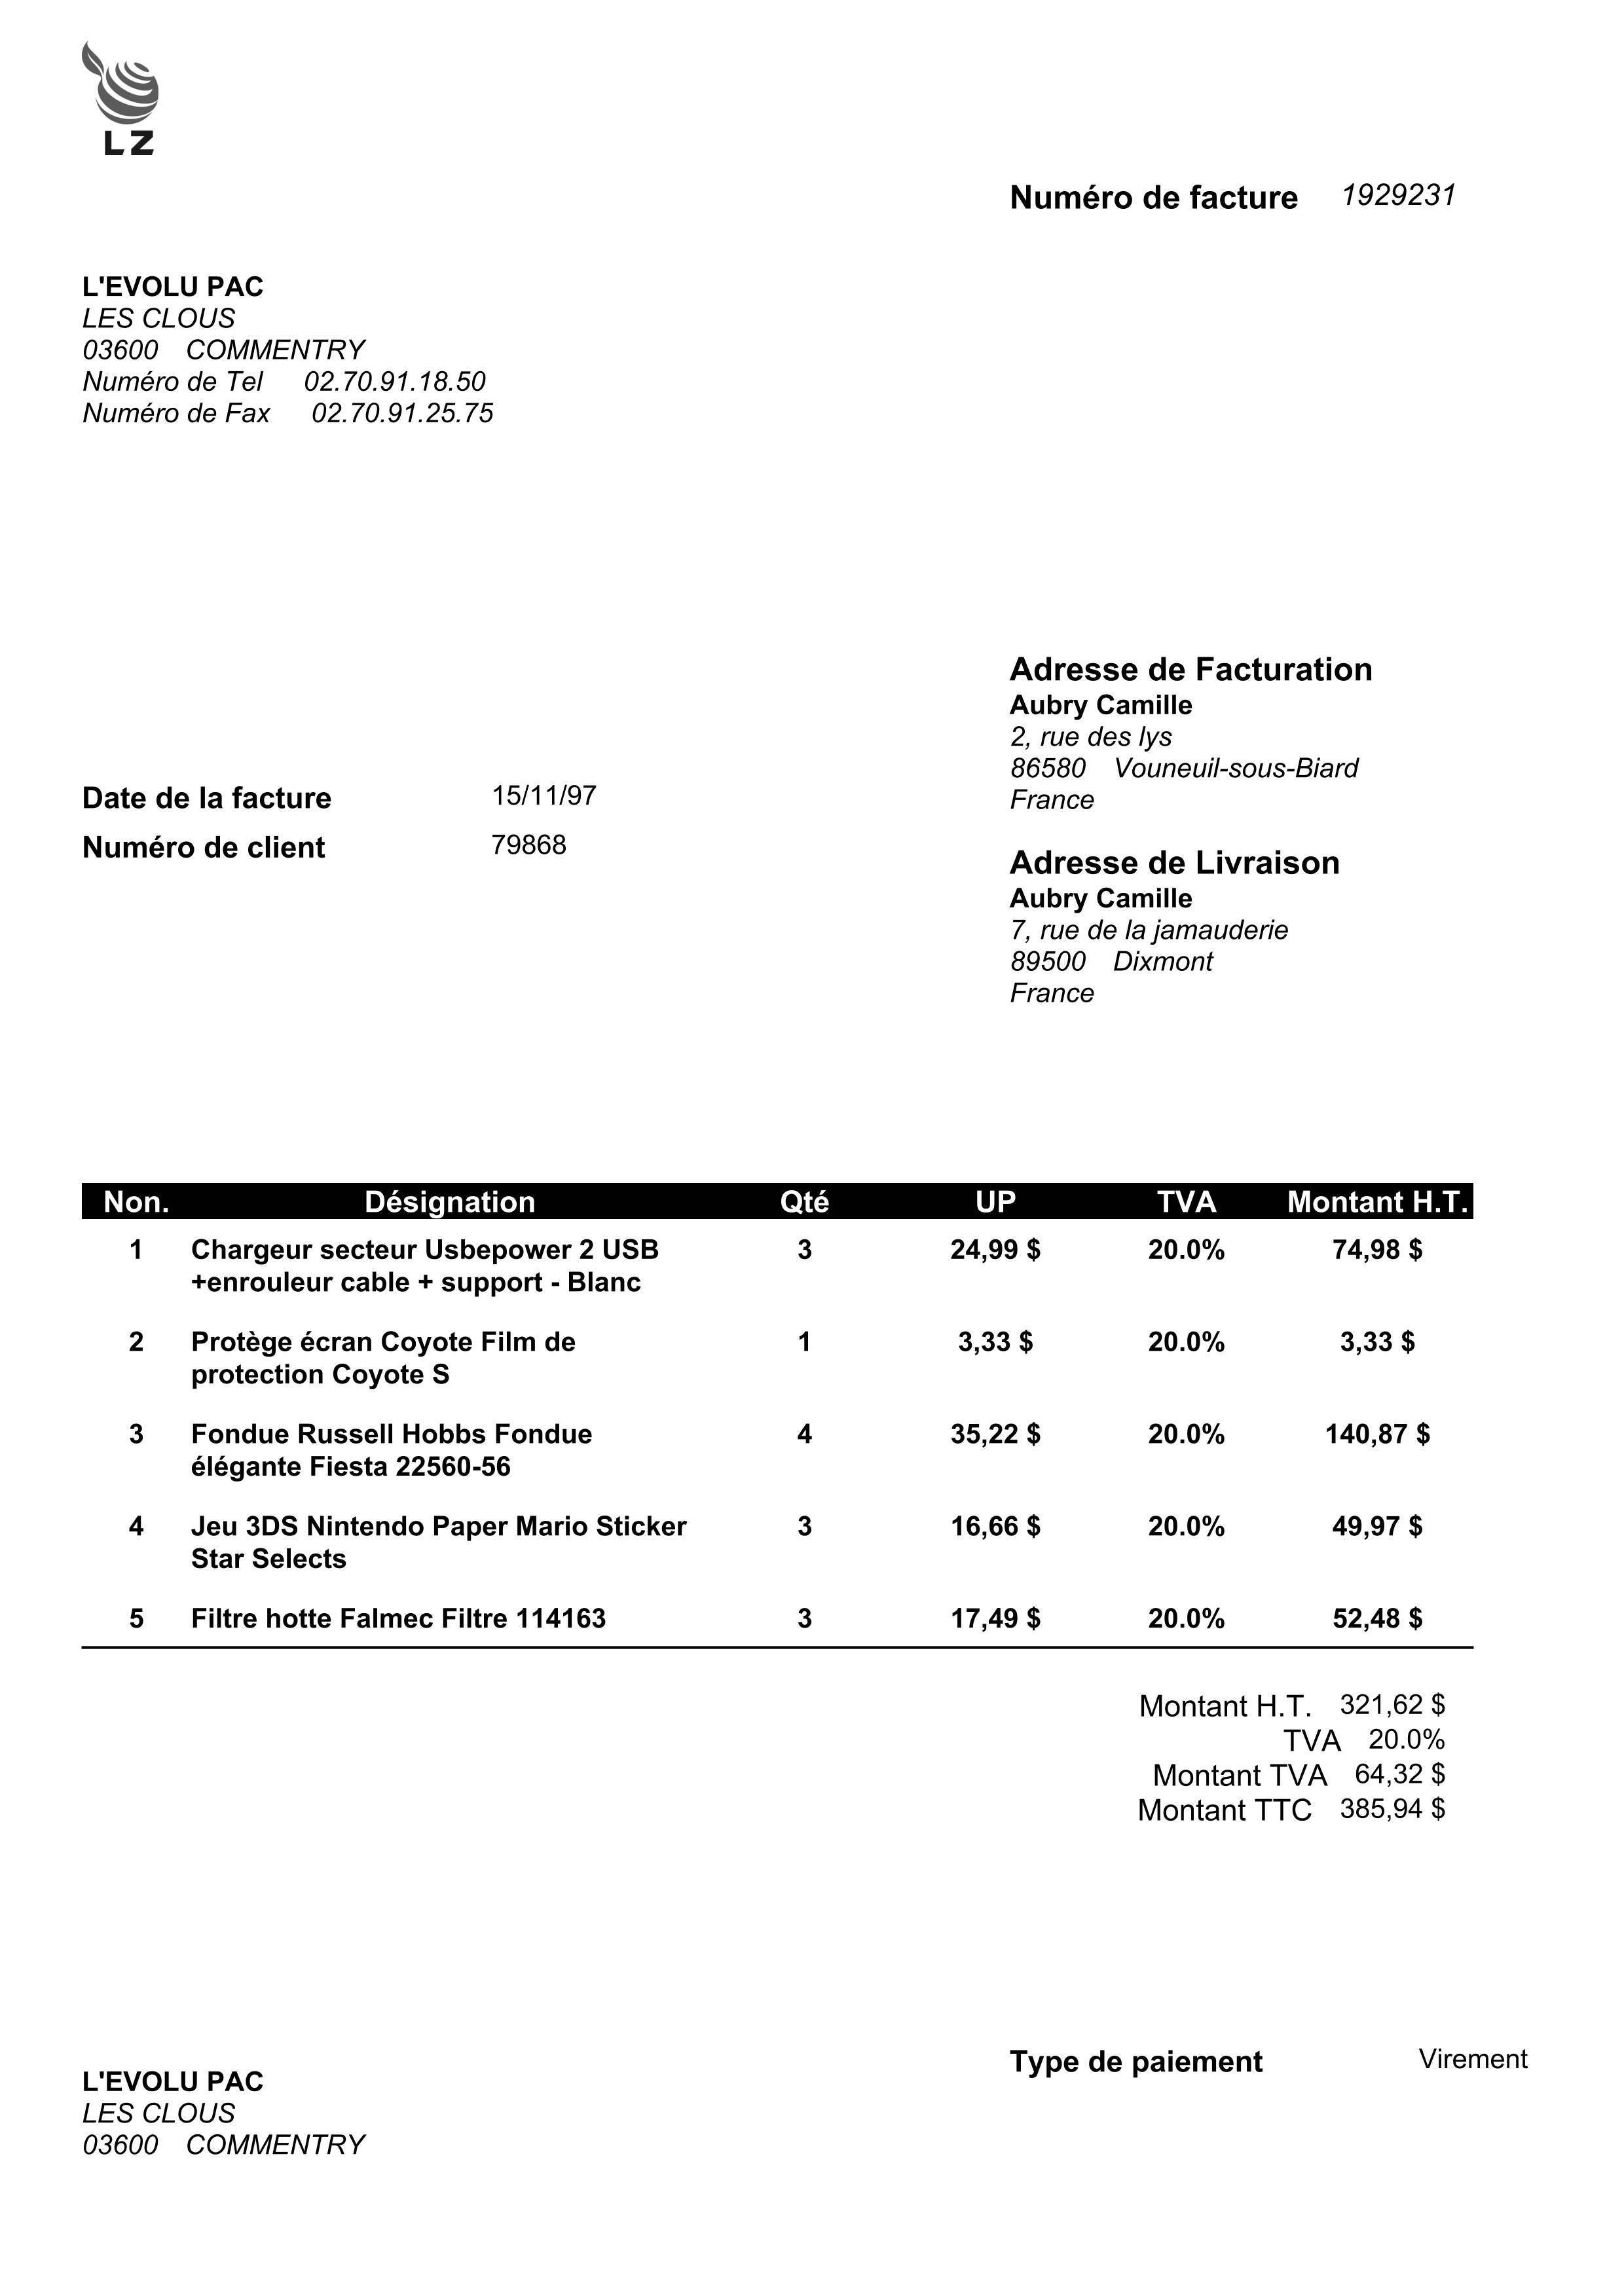 LZ
Numéro de facture 1929231
L'EVOLU PAC
LES CLOUS
03600 COMMENTRY
Numéro de Tel 02.70.91.18.50
Numéro de Fax 02.70.91.25.75
Adresse de Facturation
Aubry Camille
2, rue des lys
86580 Vouneuil-sous-Biard
France
Date de la facture 15/11/97
Numéro de client 79868
Adresse de Livraison
Aubry Camille
7, rue de la jamauderie
89500 Dixmont
France
Non. Désignation Qté UP TVA Montant H.T.
1 Chargeur secteur Usbepower 2 USB 3 24,99 $ 20.0% 74,98 $
+enrouleur cable + support - Blanc
2 Protège écran Coyote Film de 1 3,33 $ 20.0% 3,33 $
protection Coyote S
3 Fondue Russell Hobbs Fondue 4 35,22 $ 20.0% 140,87 $
élégante Fiesta 22560-56
4 Jeu 3DS Nintendo Paper Mario Sticker 3 16,66 $ 20.0% 49,97 $
Star Selects
5 Filtre hotte Falmec Filtre 114163 3 17,49 $ 20.0% 52,48 $
Montant H.T. 321,62 $
TVA 20.0%
Montant TVA 64,32 $
Montant TTC 385,94 $
Type de paiement Virement
L'EVOLU PAC
LES CLOUS
03600 COMMENTRY